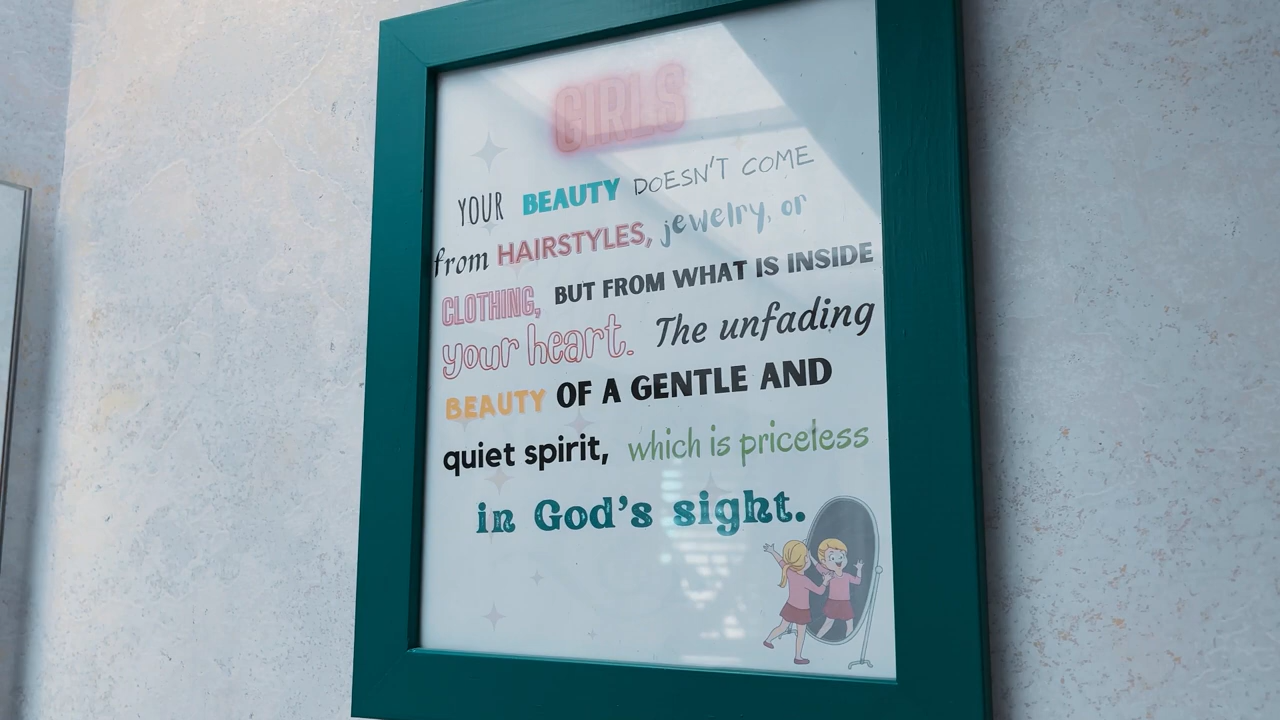 GIRLS
YOUR BEAUTY DOESN'T COME
from HAIRSTYLES, jewelry, or
CLOTHING, BUT FROM WHAT IS INSIDE
your heart. The unfading
BEAUTY OF A GENTLE AND
quiet spirit, which is priceless
in God's sight.